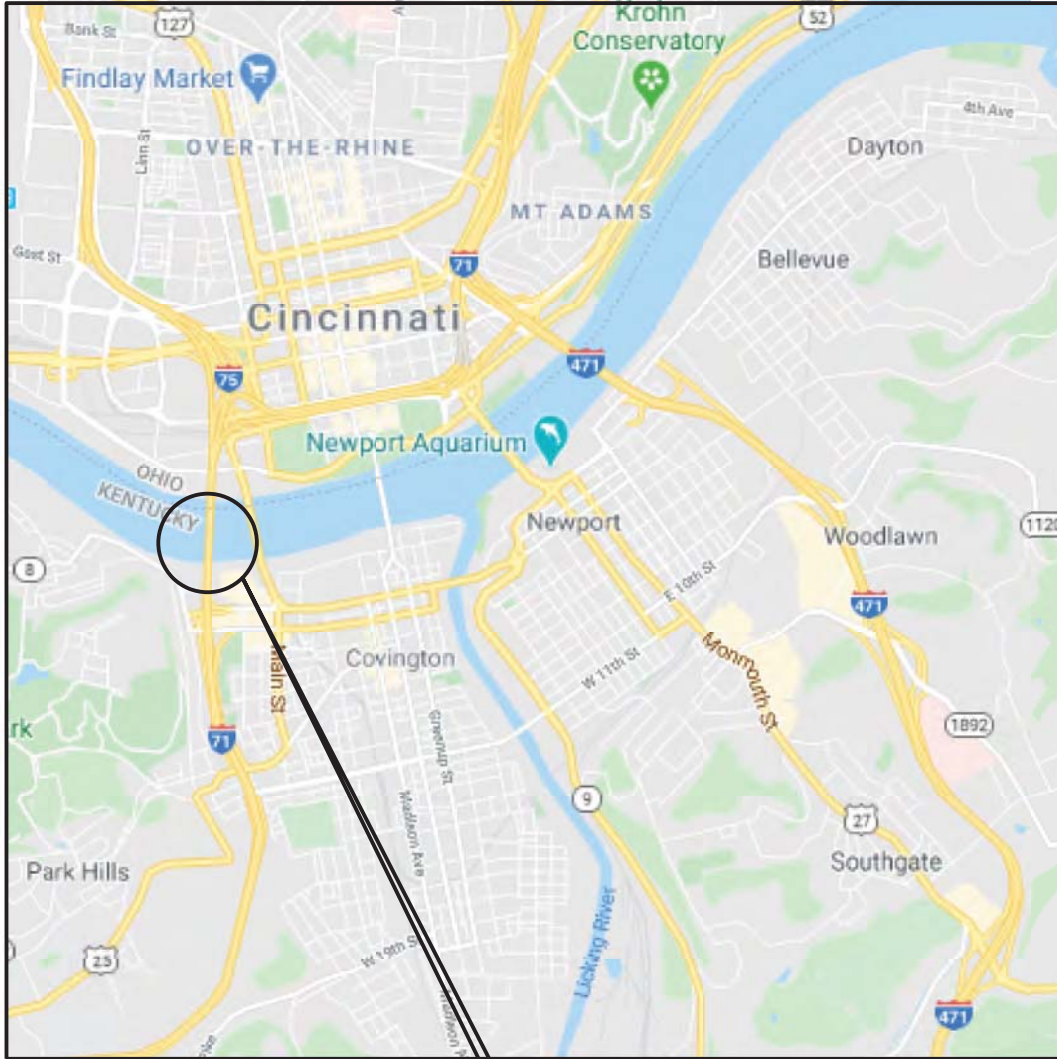 Krohn
Conservatory
52
127
Bank St
Findlay Market
4th Ave
Linn St
OVER-THE-RHINE
Dayton
MT ADAMS
Gest St
71
Bellevue
Cincinnati
471
75
Newport Aquarium
OHIO
KENTUCKY
Newport
1120
Woodlawn
8
E 10th St
471
Main St
Covington
W 11th St
Monmouth St
rk
71
Greenup St
1892
9
Madison Ave
27
Park Hills
Southgate
W 19th S
25
Licking River
Madison A
471